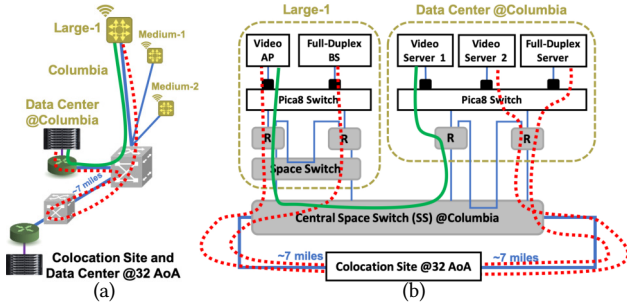 Large-1
Medium-1
Columbia
Medium-2
Data Center
@Columbia
~7 miles
Colocation Site and
Data Center @32 AoA
(a)
Large-1
Data Center @Columbia
Video
AP
Full-Duplex
BS
Video
Server 1
Video
Server 2
Full-Duplex
Server
Pica8 Switch
Pica8 Switch
R
R
R
R
Space Switch
Central Space Switch (SS) @Columbia
~7 miles
Colocation Site @32 AoA
~7 miles
(b)